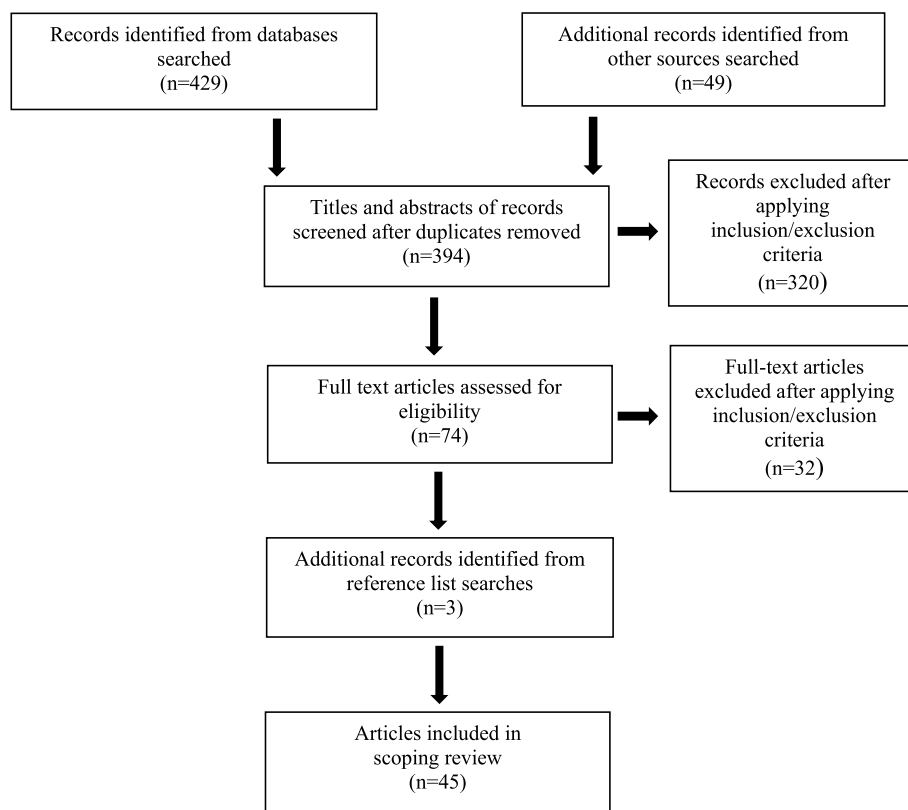 Records identified from databases
searched
(n=429)
Additional records identified from
other sources searched
(n=49)
Titles and abstracts of records
screened after duplicates removed
(n=394)
Records excluded after
applying
inclusion/exclusion
criteria
(n=320)
Full text articles assessed for
eligibility
(n=74)
Full-text articles
excluded after applying
inclusion/exclusion
criteria
(n=32)
Additional records identified from
reference list searches
(n=3)
Articles included in
scoping review
(n=45)